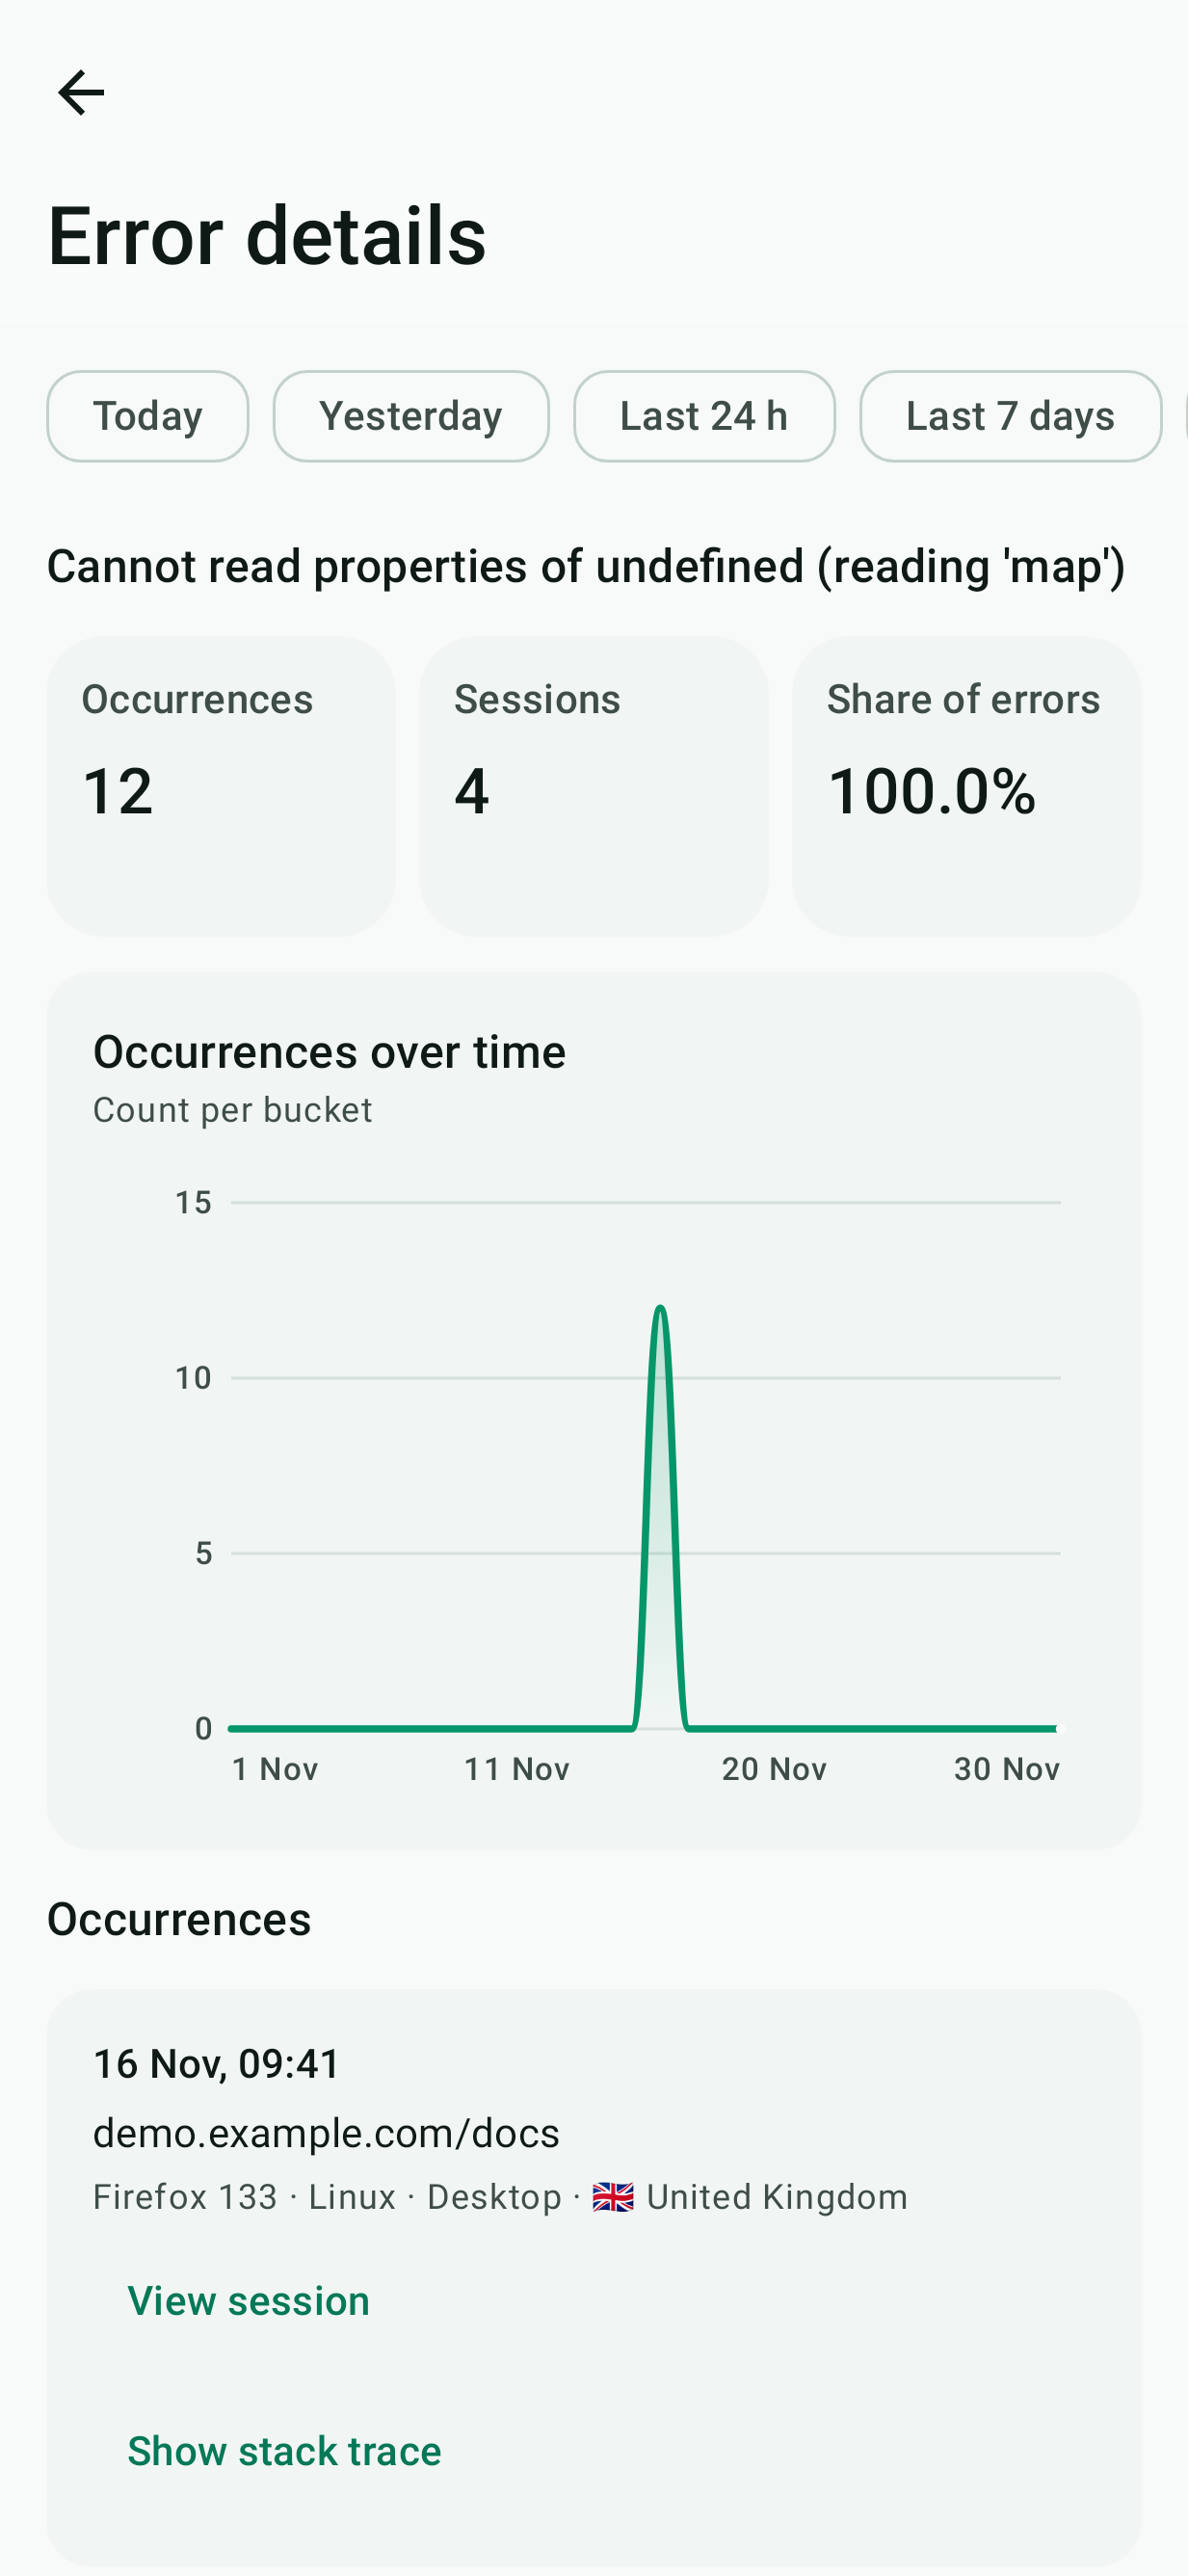 Error details
Today Yesterday Last 24 h Last 7 days
Cannot read properties of undefined (reading 'map')
Occurrences Sessions Share of errors
12 4 100.0%
Occurrences over time
Count per bucket
15
10
5
0
1 Nov 11 Nov 20 Nov 30 Nov
Occurrences
16 Nov, 09:41
demo.example.com/docs
Firefox 133 · Linux · Desktop · 🇬🇧 United Kingdom
View session
Show stack trace